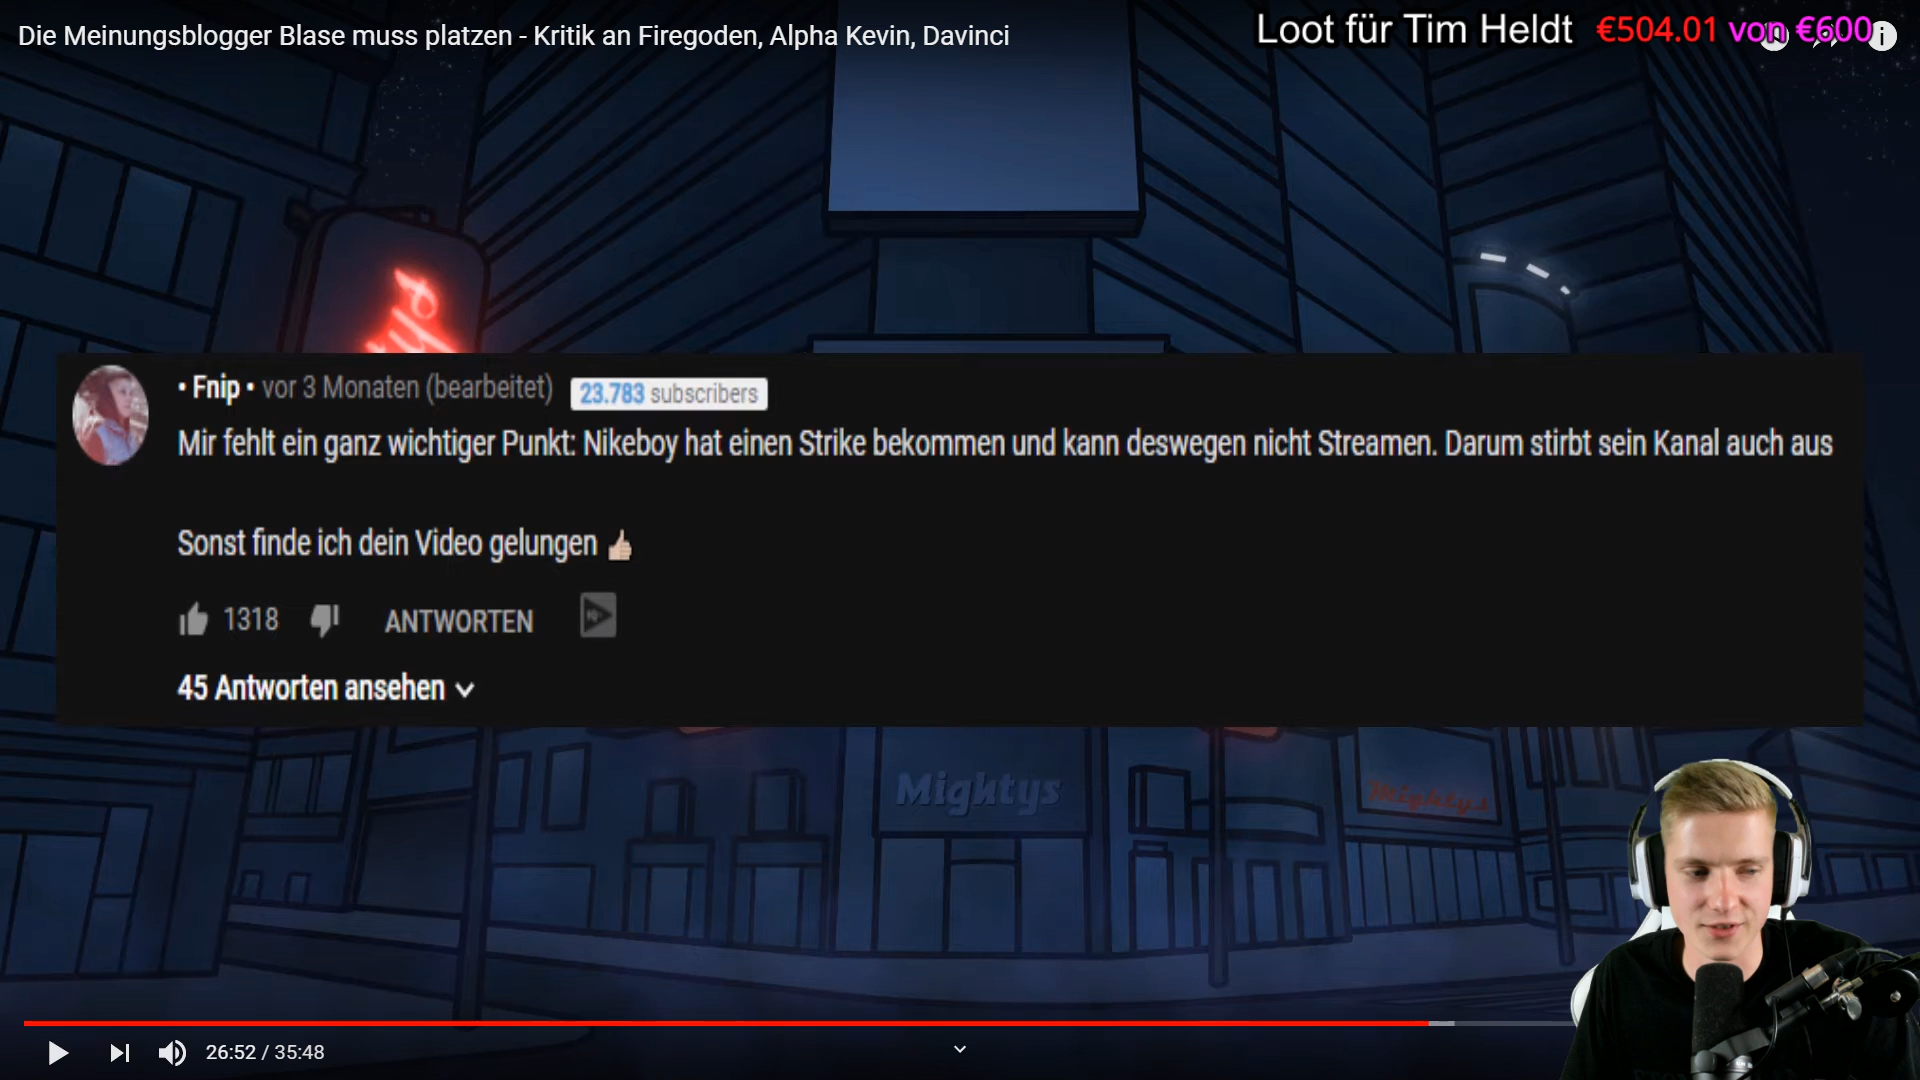 Die Meinungsblogger Blase muss platzen - Kritik an Firegoden, Alpha Kevin, Davinci
Loot für Tim Heldt €504.01 von €600
• Fnip • vor 3 Monaten (bearbeitet) 23.783 subscribers
Mir fehlt ein ganz wichtiger Punkt: Nikeboy hat einen Strike bekommen und kann deswegen nicht Streamen. Darum stirbt sein Kanal auch aus
Sonst finde ich dein Video gelungen 👍🏻
1318 ANTWORTEN
45 Antworten ansehen
Mightys
Mightys
26:52 / 35:48